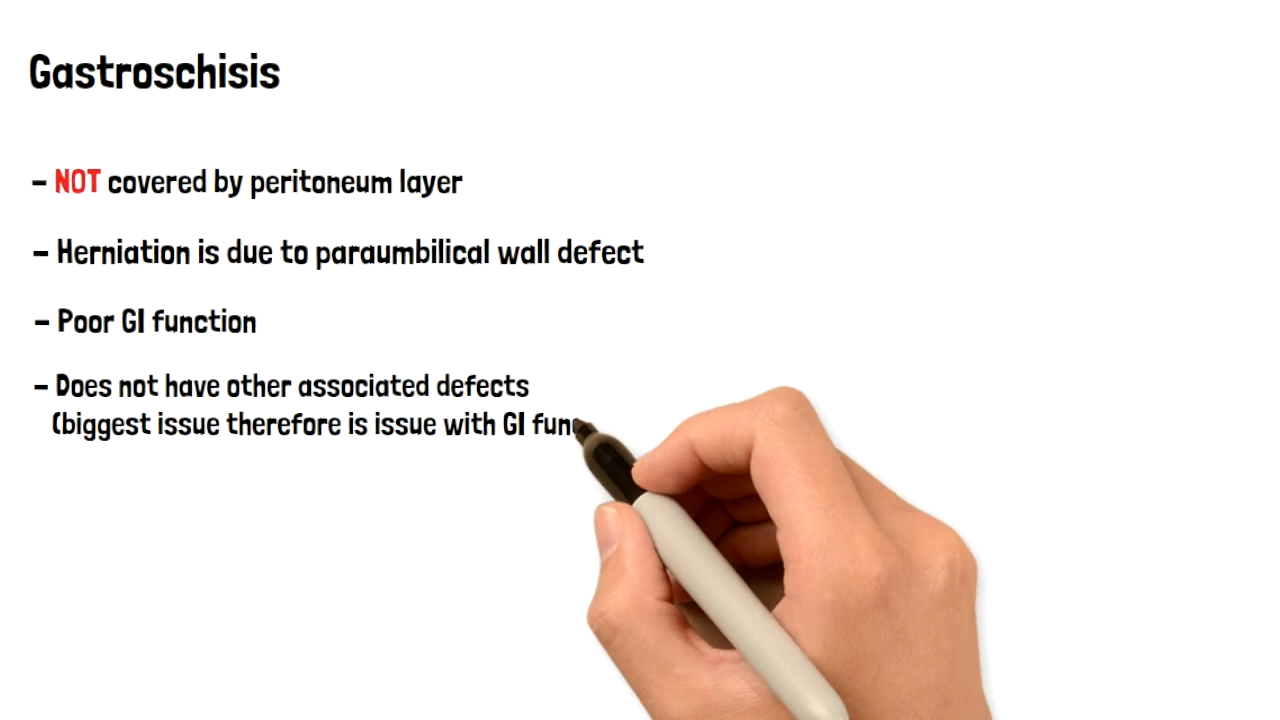 Gastroschisis
- NOT covered by peritoneum layer
- Herniation is due to paraumbilical wall defect
- Poor GI function
- Does not have other associated defects
(biggest issue therefore is issue with GI func